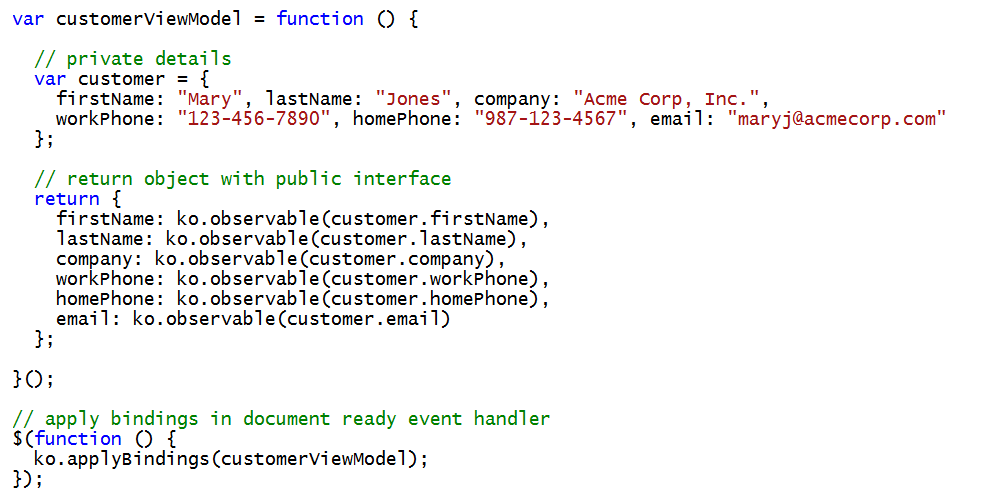 var customerViewModel = function () {
// private details
var customer = {
firstName: "Mary", lastName: "Jones", company: "Acme Corp, Inc.",
workPhone: "123-456-7890", homePhone: "987-123-4567", email: "maryj@acmecorp.com"
};
// return object with public interface
return {
firstName: ko.observable(customer.firstName),
lastName: ko.observable(customer.lastName),
company: ko.observable(customer.company),
workPhone: ko.observable(customer.workPhone),
homePhone: ko.observable(customer.homePhone),
email: ko.observable(customer.email)
};
}();
// apply bindings in document ready event handler
$(function () {
ko.applyBindings(customerViewModel);
});